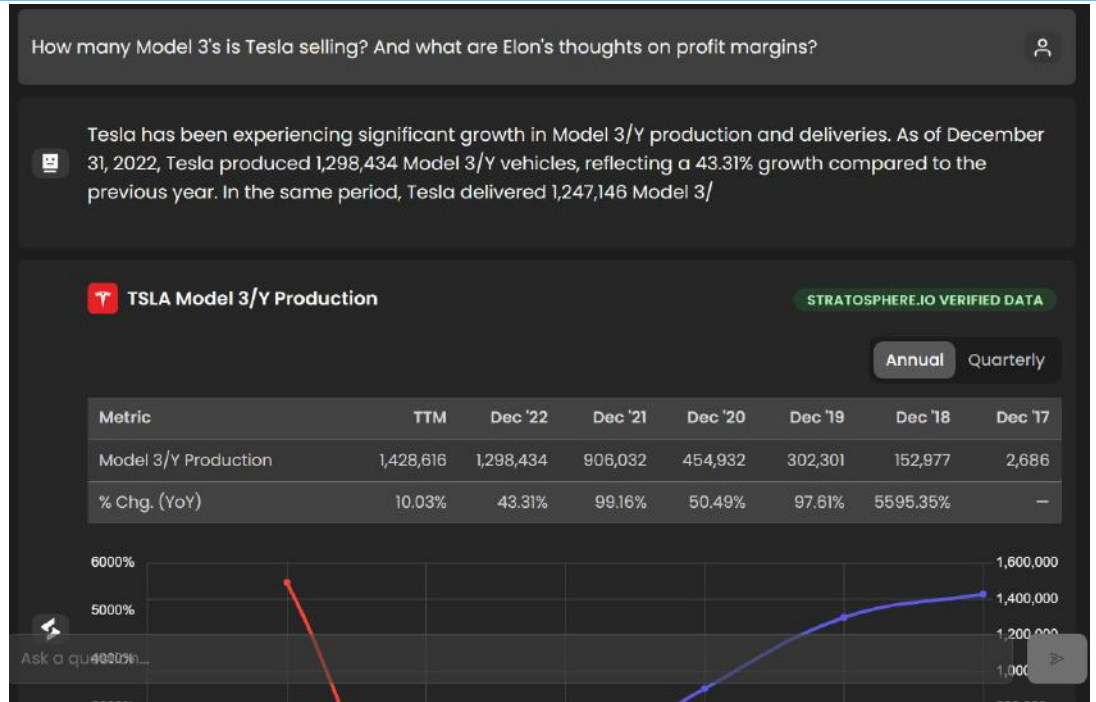 How many Model 3's is Tesla selling? And what are Elon's thoughts on profit margins?
Tesla has been experiencing significant growth in Model 3/Y production and deliveries. As of December
31, 2022, Tesla produced 1,298,434 Model 3/Y vehicles, reflecting a 43.31% growth compared to the
previous year. In the same period, Tesla delivered 1,247,146 Model 3/
TSLA Model 3/Y Production
STRATOSPHERE.IO VERIFIED DATA
Annual Quarterly
Metric TTM Dec '22 Dec '21 Dec '20 Dec '19 Dec '18 Dec '17
Model 3/Y Production 1,428,616 1,298,434 906,032 454,932 302,301 152,977 2,686
% Chg. (YoY) 10.03% 43.31% 99.16% 50.49% 97.61% 5595.35% —
6000% 1,600,000
5000% 1,400,000
1,200,000
Ask a question...
4000%